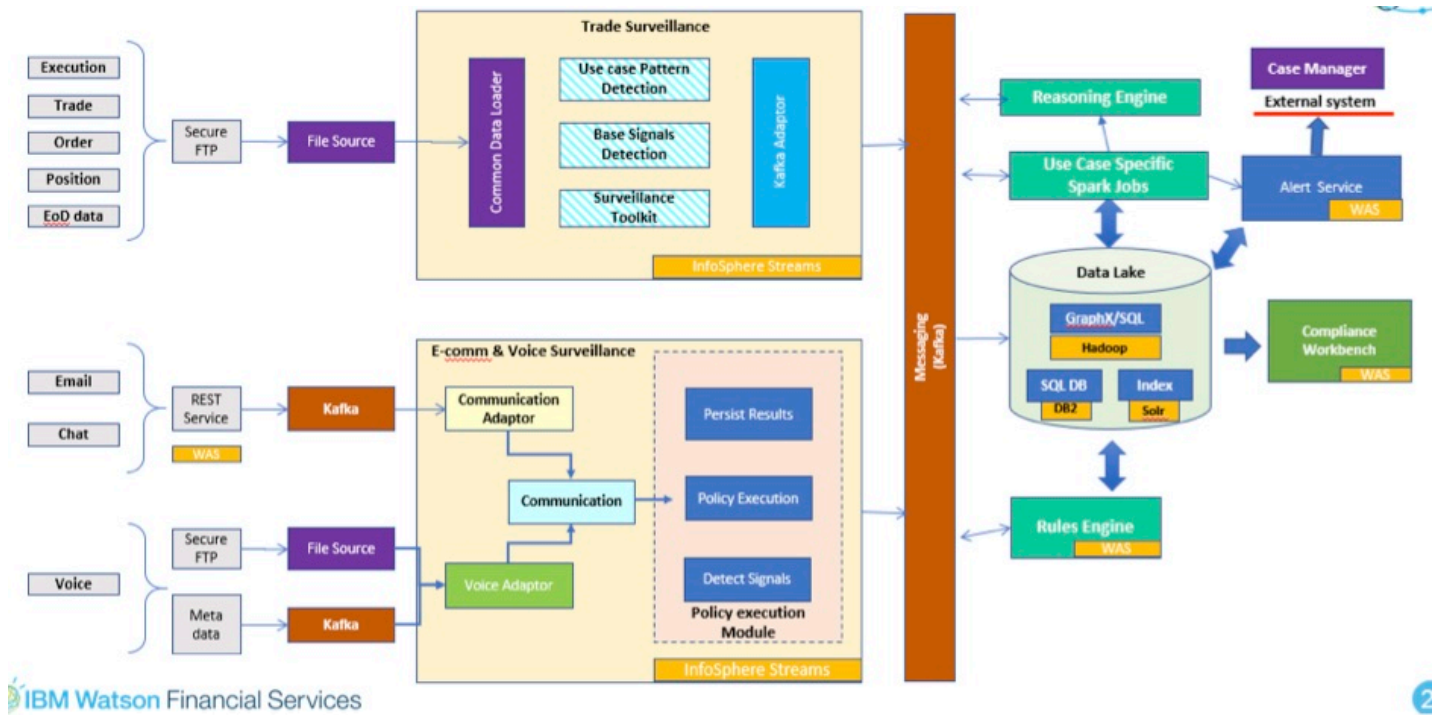 Execution
Trade
Order
Position
EoD data
Secure
FTP
File Source
Trade Surveillance
Common Data Loader
Use case Pattern
Detection
Base Signals
Detection
Surveillance
Toolkit
Kafka Adaptor
InfoSphere Streams
Email
Chat
REST
Service
WAS
Kafka
Voice
Secure
FTP
File Source
Meta
data
Kafka
E-comm & Voice Surveillance
Communication
Adaptor
Communication
Voice Adaptor
Persist Results
Policy Execution
Detect Signals
Policy execution
Module
InfoSphere Streams
Messaging
(Kafka)
Reasoning Engine
Use Case Specific
Spark Jobs
Case Manager
External system
Alert Service
WAS
Data Lake
GraphX/SQL
Hadoop
SQL DB
DB2
Index
Solr
Compliance
Workbench
WAS
Rules Engine
WAS
IBM Watson Financial Services
2